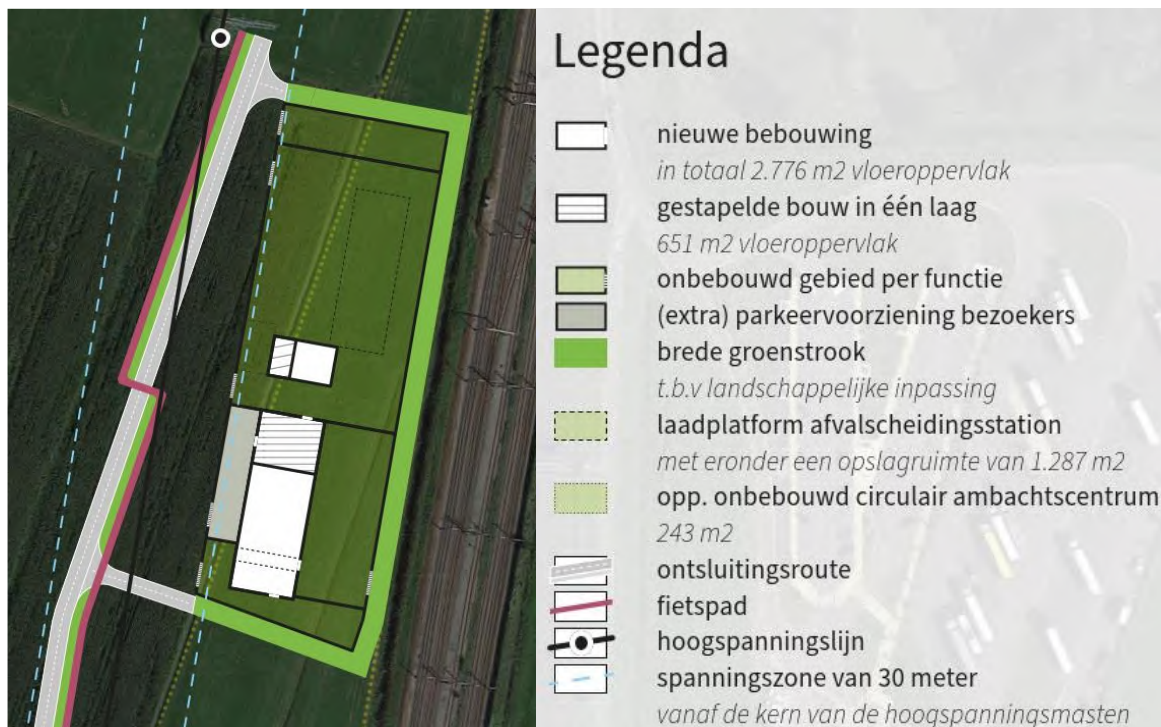 Legenda
nieuwe bebouwing
in totaal 2.776 m2 vloeroppervlak
gestapelde bouw in één laag
651 m2 vloeroppervlak
onbebouwd gebied per functie
(extra) parkeervoorziening bezoekers
brede groenstrook
t.b.v landschappelijke inpassing
laadplatform afvalscheidingsstation
met eronder een opslagruimte van 1.287 m2
opp. onbebouwd circulair ambachtscentrum
243 m2
ontsluitingsroute
fietspad
hoogspanningslijn
spanningszone van 30 meter
vanaf de kern van de hoogspanningsmasten